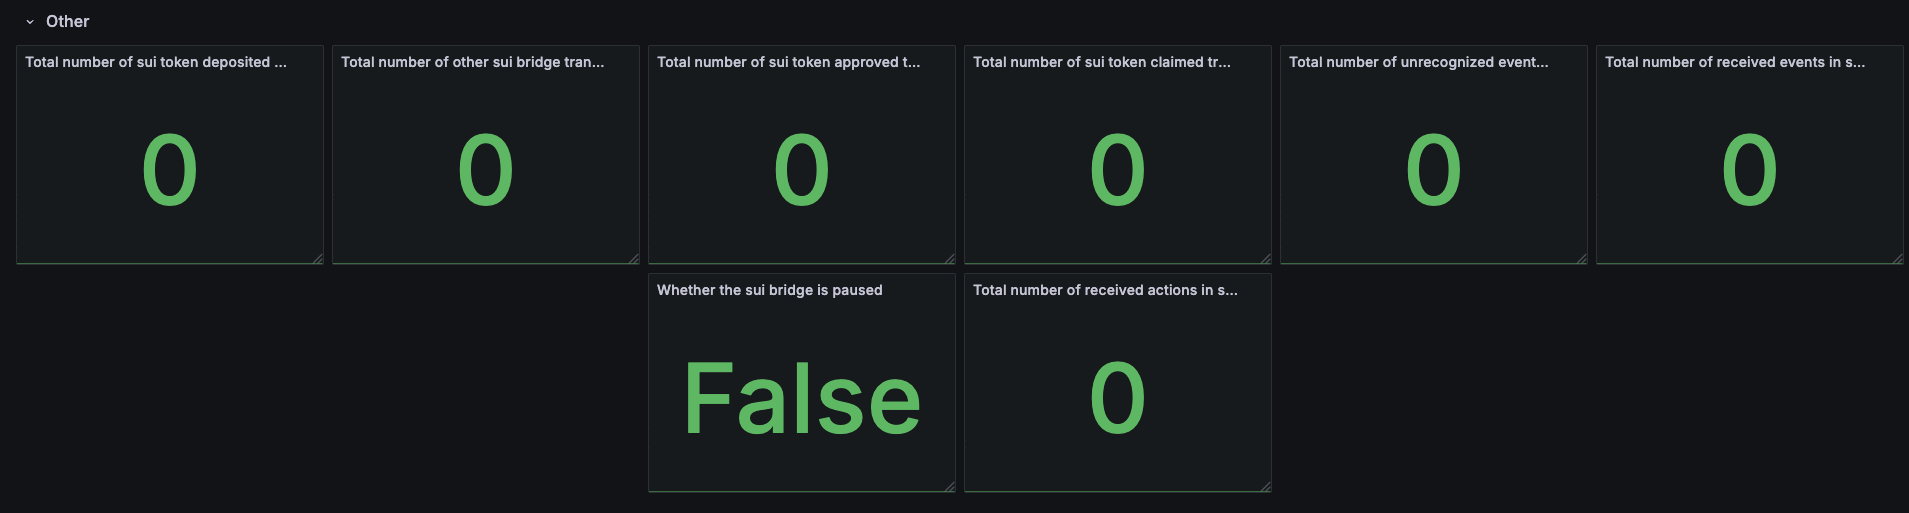 Other
Total number of sui token deposited ...
Total number of other sui bridge tran...
Total number of sui token approved t...
Total number of sui token claimed tr...
Total number of unrecognized event...
Total number of received events in s...
0
0
0
0
0
0
Whether the sui bridge is paused
Total number of received actions in s...
False
0